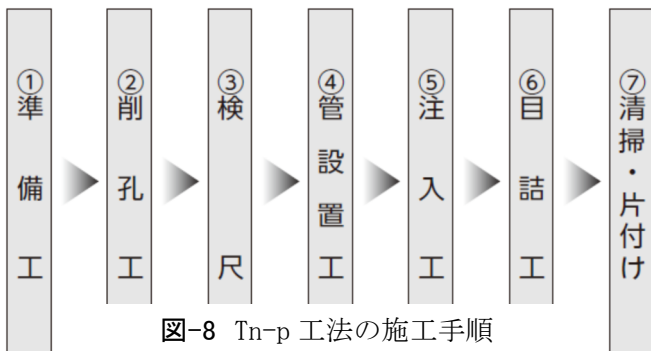 ①準備工
②削孔工
③検尺
④管設置工
⑤注入工
⑥目詰工
⑦清掃・片付け
図-8 Tn-p 工法の施工手順